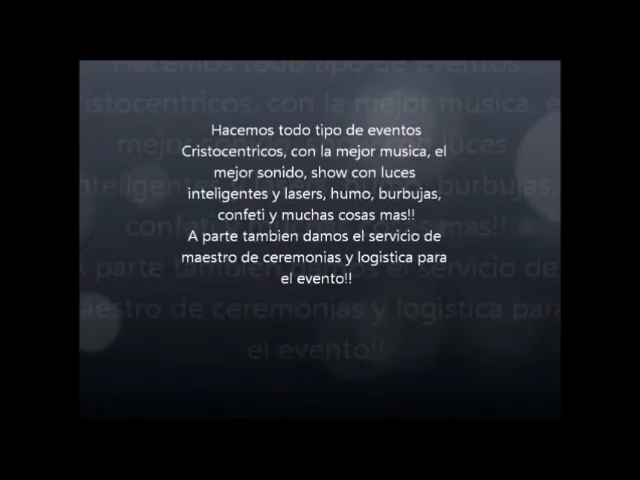 Hacemos todo tipo de eventos
Cristocentricos, con la mejor musica, el
mejor sonido, show con luces
inteligentes y lasers, humo, burbujas,
confeti y muchas cosas mas!!
A parte tambien damos el servicio de
maestro de ceremonias y logistica para
el evento!!